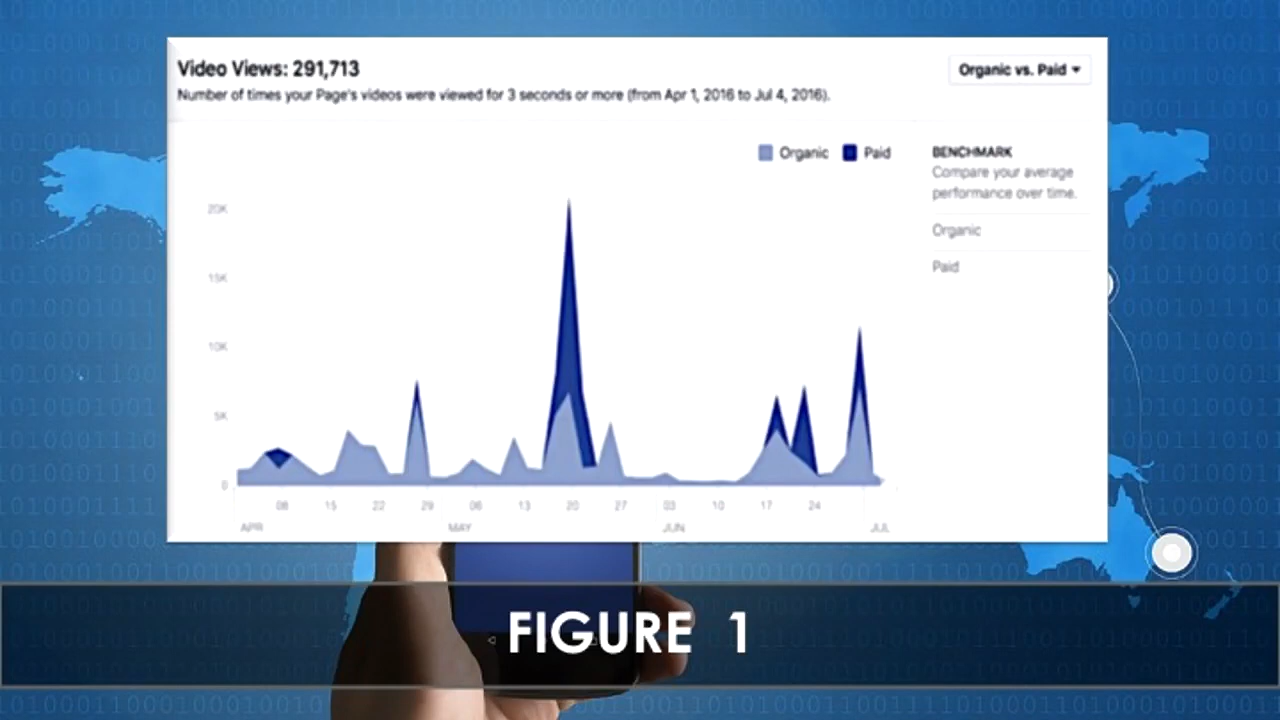 Video Views: 291,713
Organic vs. Paid
Number of times your Page's videos were viewed for 3 seconds or more (from Apr 1, 2016 to Jul 4, 2016).
Organic Paid
BENCHMARK
Compare your average
performance over time.
Organic
Paid
20K
15K
10K
5K
0
08 15 22 29 06 13 20 27 03 10 17 24
APR MAY JUN JUL
FIGURE 1